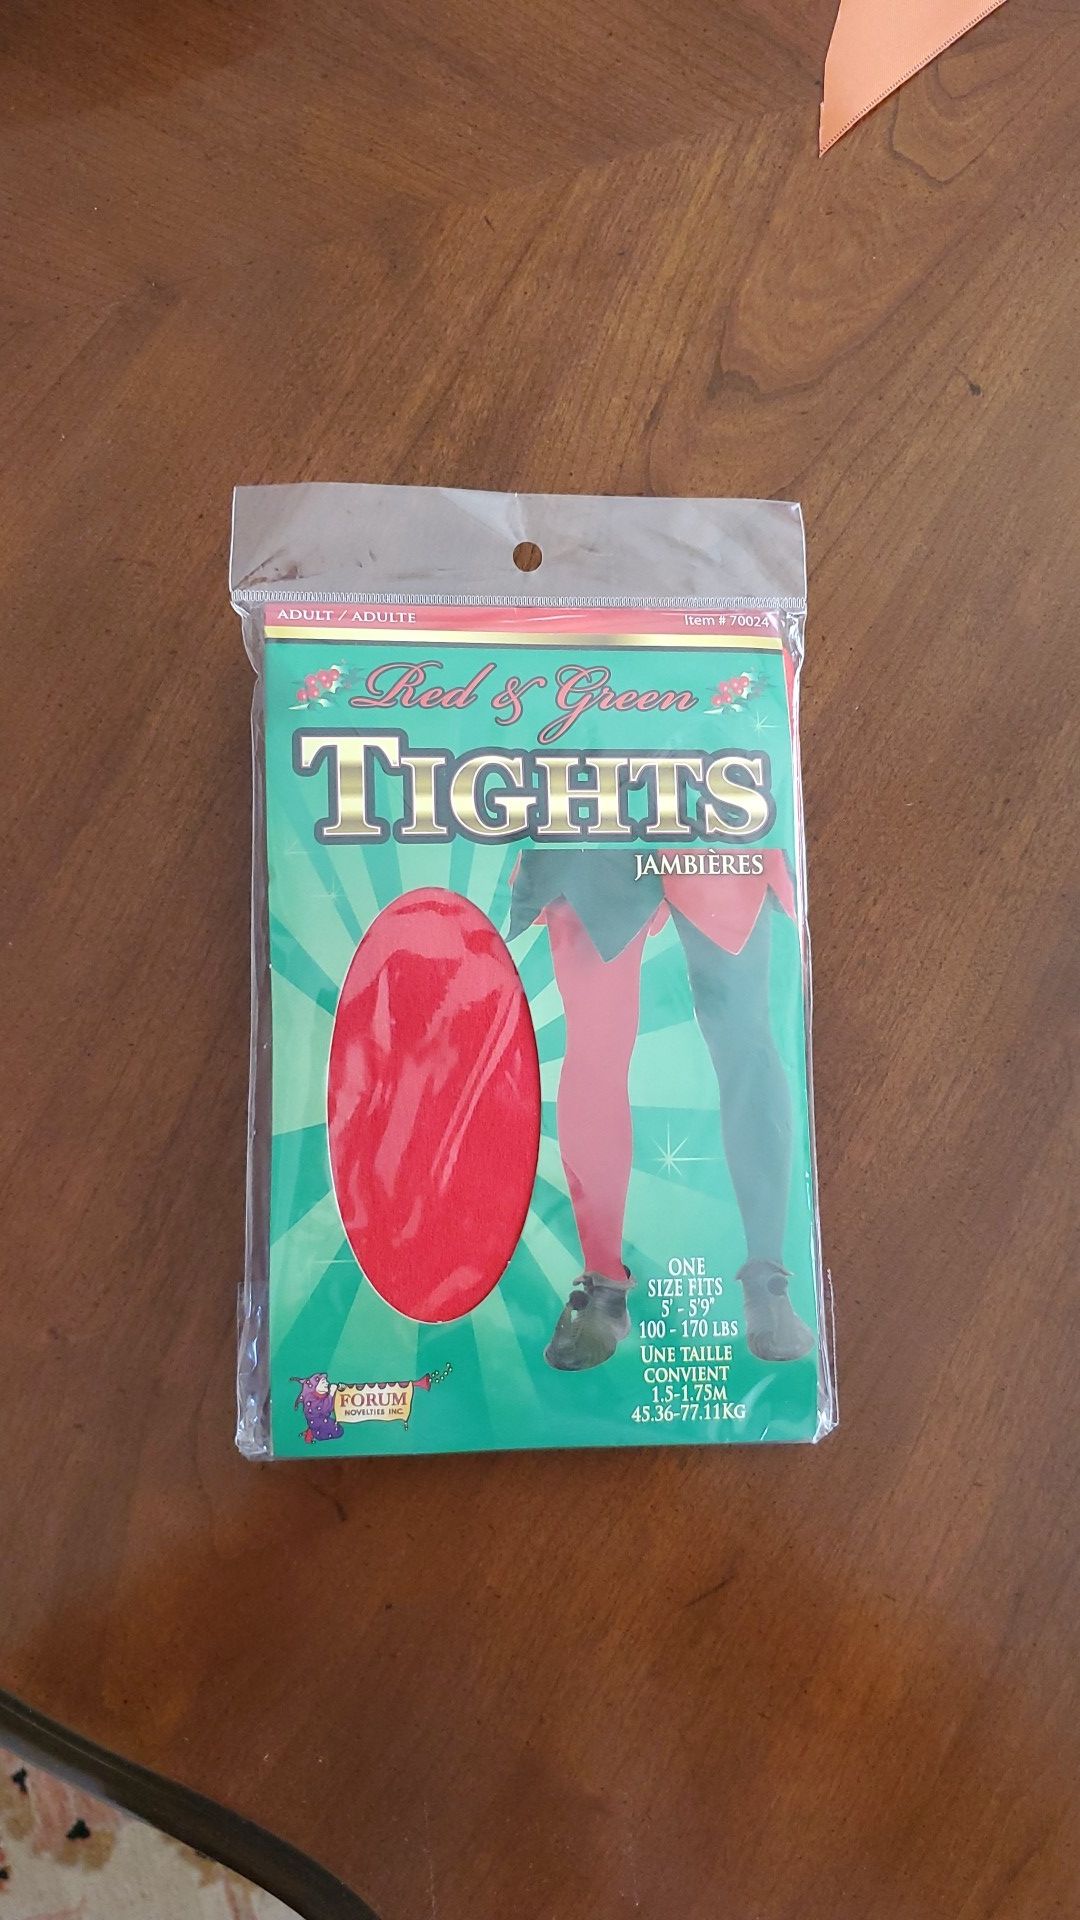 ADULT / ADULTE
Item # 70024
Red & Green
TIGHTS
JAMBIÈRES
ONE
SIZE FITS
5' - 5'9"
100 - 170 LBS
UNE TAILLE
CONVIENT
1.5-1.75M
45.36-77.11KG
FORUM
NOVELTIES INC.